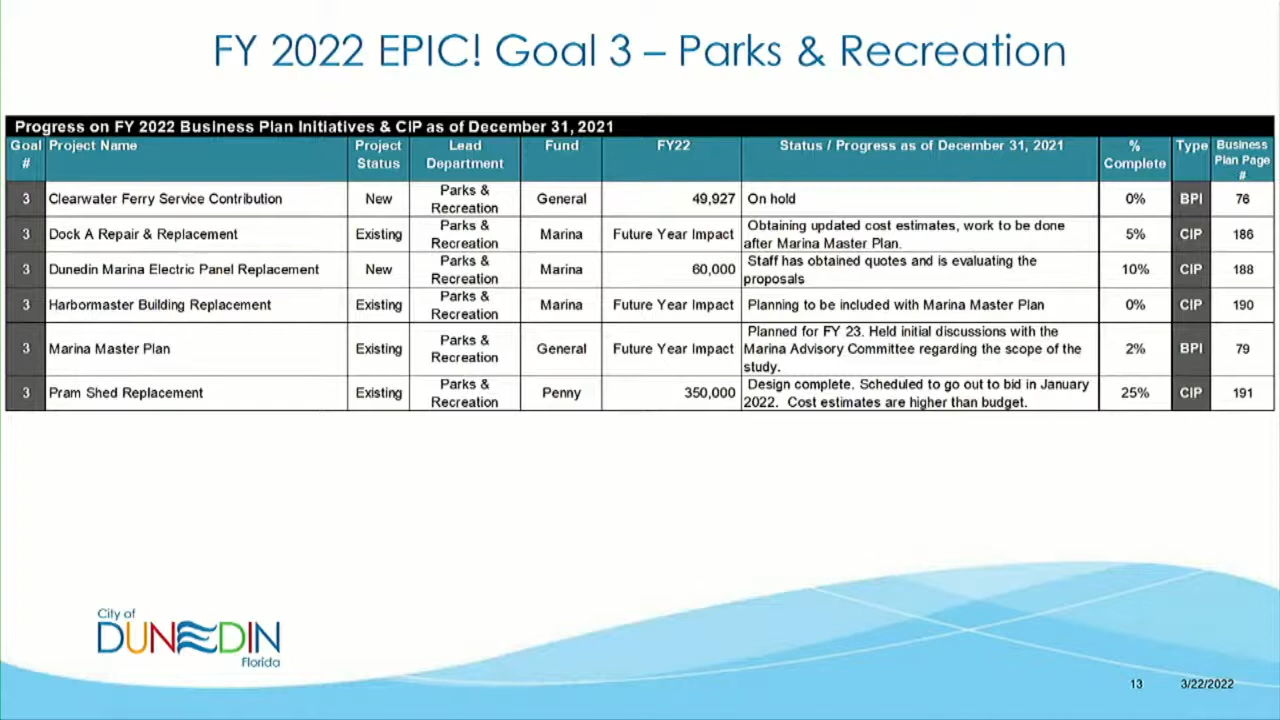 FY 2022 EPIC! Goal 3 – Parks & Recreation
Progress on FY 2022 Business Plan Initiatives & CIP as of December 31, 2021
Goal # Project Name Project Status Lead Department Fund FY22 Status / Progress as of December 31, 2021 % Complete Type Business Plan Page #
3 Clearwater Ferry Service Contribution New Parks & Recreation General 49,927 On hold 0% BPI 76
3 Dock A Repair & Replacement Existing Parks & Recreation Marina Future Year Impact Obtaining updated cost estimates, work to be done after Marina Master Plan. 5% CIP 186
3 Dunedin Marina Electric Panel Replacement New Parks & Recreation Marina 60,000 Staff has obtained quotes and is evaluating the proposals 10% CIP 188
3 Harbormaster Building Replacement Existing Parks & Recreation Marina Future Year Impact Planning to be included with Marina Master Plan 0% CIP 190
3 Marina Master Plan Existing Parks & Recreation General Future Year Impact Planned for FY 23. Held initial discussions with the Marina Advisory Committee regarding the scope of the study. 2% BPI 79
3 Pram Shed Replacement Existing Parks & Recreation Penny 350,000 Design complete. Scheduled to go out to bid in January 2022. Cost estimates are higher than budget. 25% CIP 191
City of
DUNEDIN
Florida
13 3/22/2022